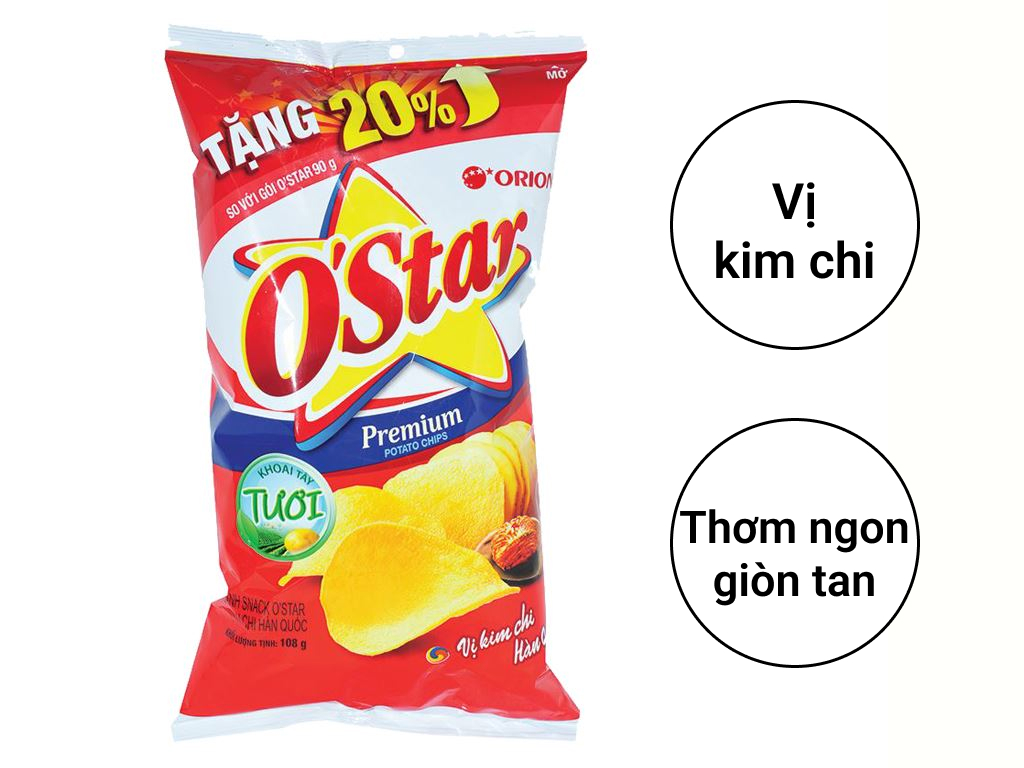 MỞ
TẶNG 20%
SO VỚI GÓI O'STAR 90 g
ORION
O'Star
Premium
POTATO CHIPS
KHOAI TÂY
TƯƠI
SNACK O'STAR
CHI HÀN QUỐC
LƯỢNG TỊNH: 108 g
Vị kim chi
Hàn
Vị
kim chi
Thơm ngon
giòn tan